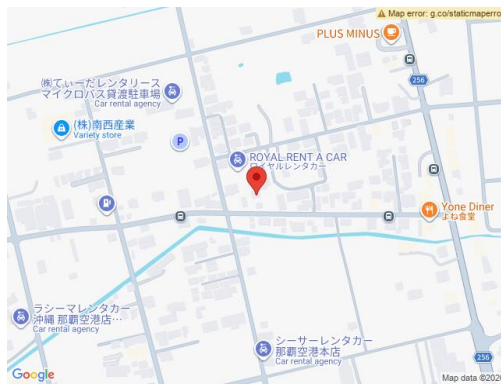 Map error: g.co/staticmaperro
PLUS MINUS
256
㈱てぃーだレンタリース
マイクロバス貸渡駐車場
Car rental agency
(株)南西産業
Variety store
P
ROYAL RENT A CAR
ロイヤルレンタカー
Yone Diner
よね食堂
ラシーマレンタカー
沖縄 那覇空港店…
Car rental agency
シーサーレンタカー
那覇空港本店
Car rental agency
256
Google
Map data ©202